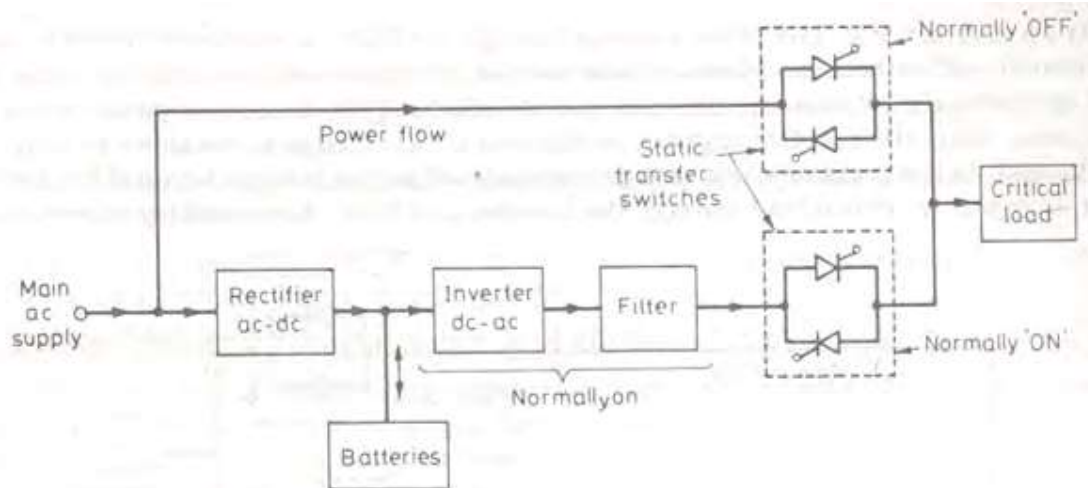 Normally 'OFF'
Power flow
Static
transfer
switches
Critical
load
Main
ac
supply
Rectifier
ac-dc
Inverter
dc-ac
Filter
Normally 'ON'
Normallyon
Batteries